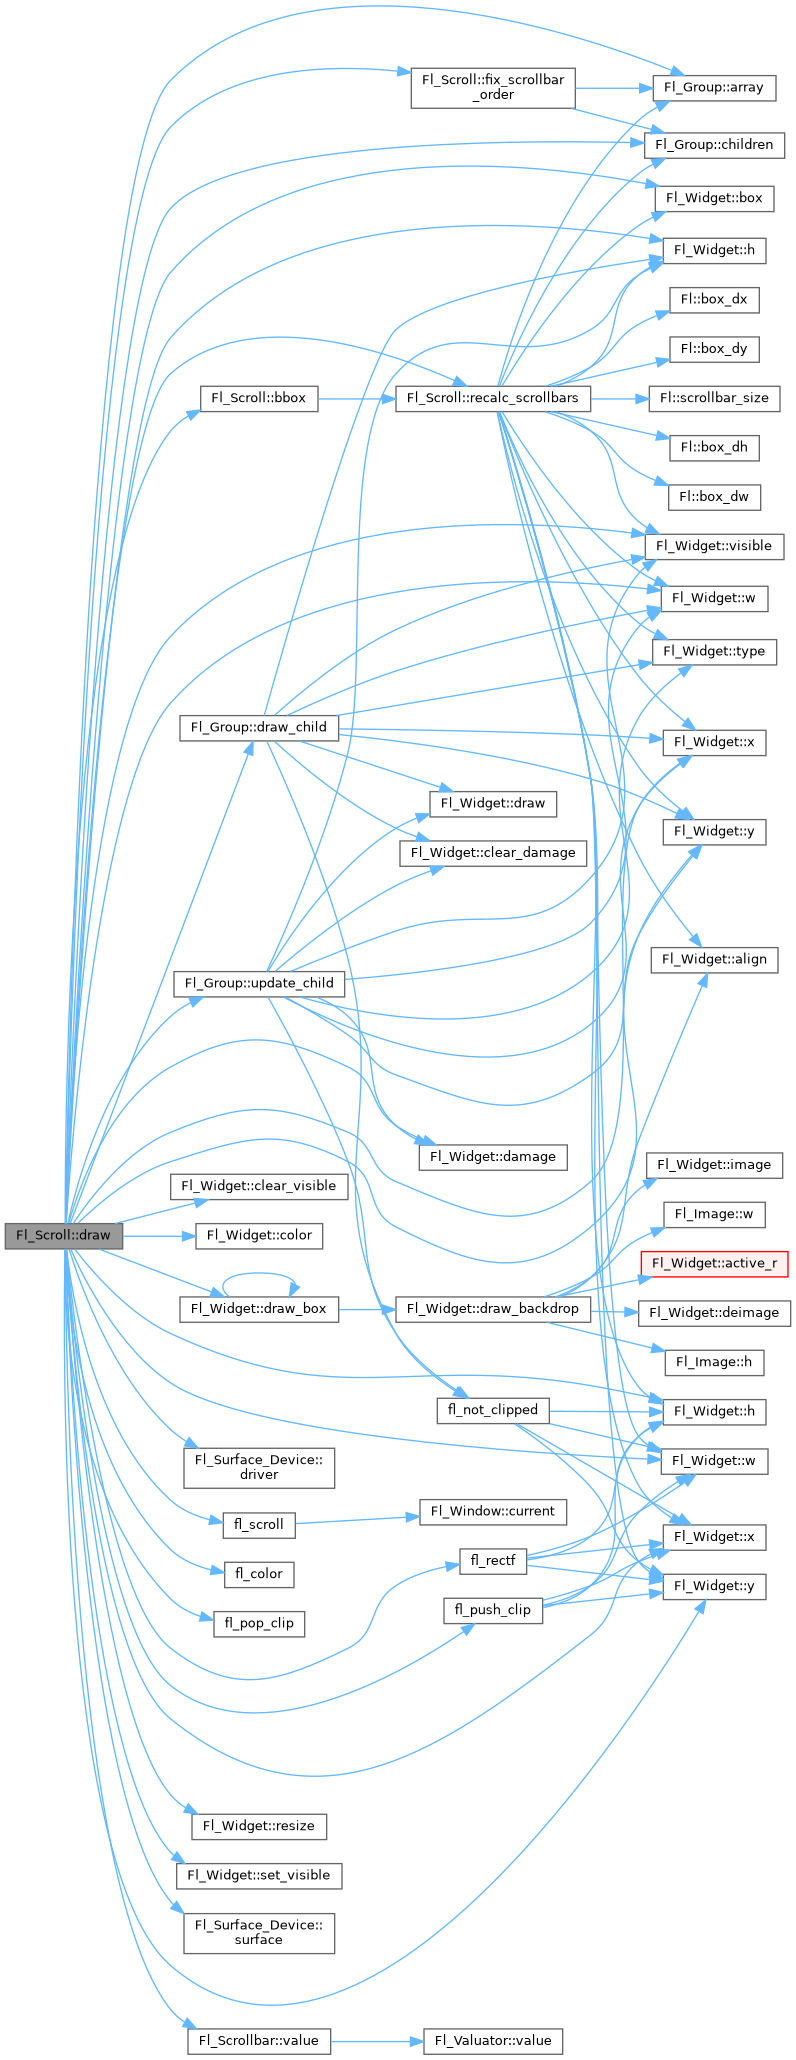 Fl_Scroll::fix_scrollbar
_order
Fl_Group::array
Fl_Group::children
Fl_Widget::box
Fl_Widget::h
Fl::box_dx
Fl::box_dy
Fl_Scroll::bbox
Fl_Scroll::recalc_scrollbars
Fl::scrollbar_size
Fl::box_dh
Fl::box_dw
Fl_Widget::visible
Fl_Widget::w
Fl_Widget::type
Fl_Group::draw_child
Fl_Widget::x
Fl_Widget::draw
Fl_Widget::y
Fl_Widget::clear_damage
Fl_Widget::align
Fl_Group::update_child
Fl_Widget::damage
Fl_Widget::image
Fl_Widget::clear_visible
Fl_Image::w
Fl_Scroll::draw
Fl_Widget::color
Fl_Widget::active_r
Fl_Widget::draw_box
Fl_Widget::draw_backdrop
Fl_Widget::deimage
Fl_Image::h
fl_not_clipped
Fl_Widget::h
Fl_Surface_Device::
driver
Fl_Widget::w
Fl_Window::current
fl_scroll
Fl_Widget::x
fl_rectf
fl_color
Fl_Widget::y
fl_push_clip
fl_pop_clip
Fl_Widget::resize
Fl_Widget::set_visible
Fl_Surface_Device::
surface
Fl_Scrollbar::value
Fl_Valuator::value